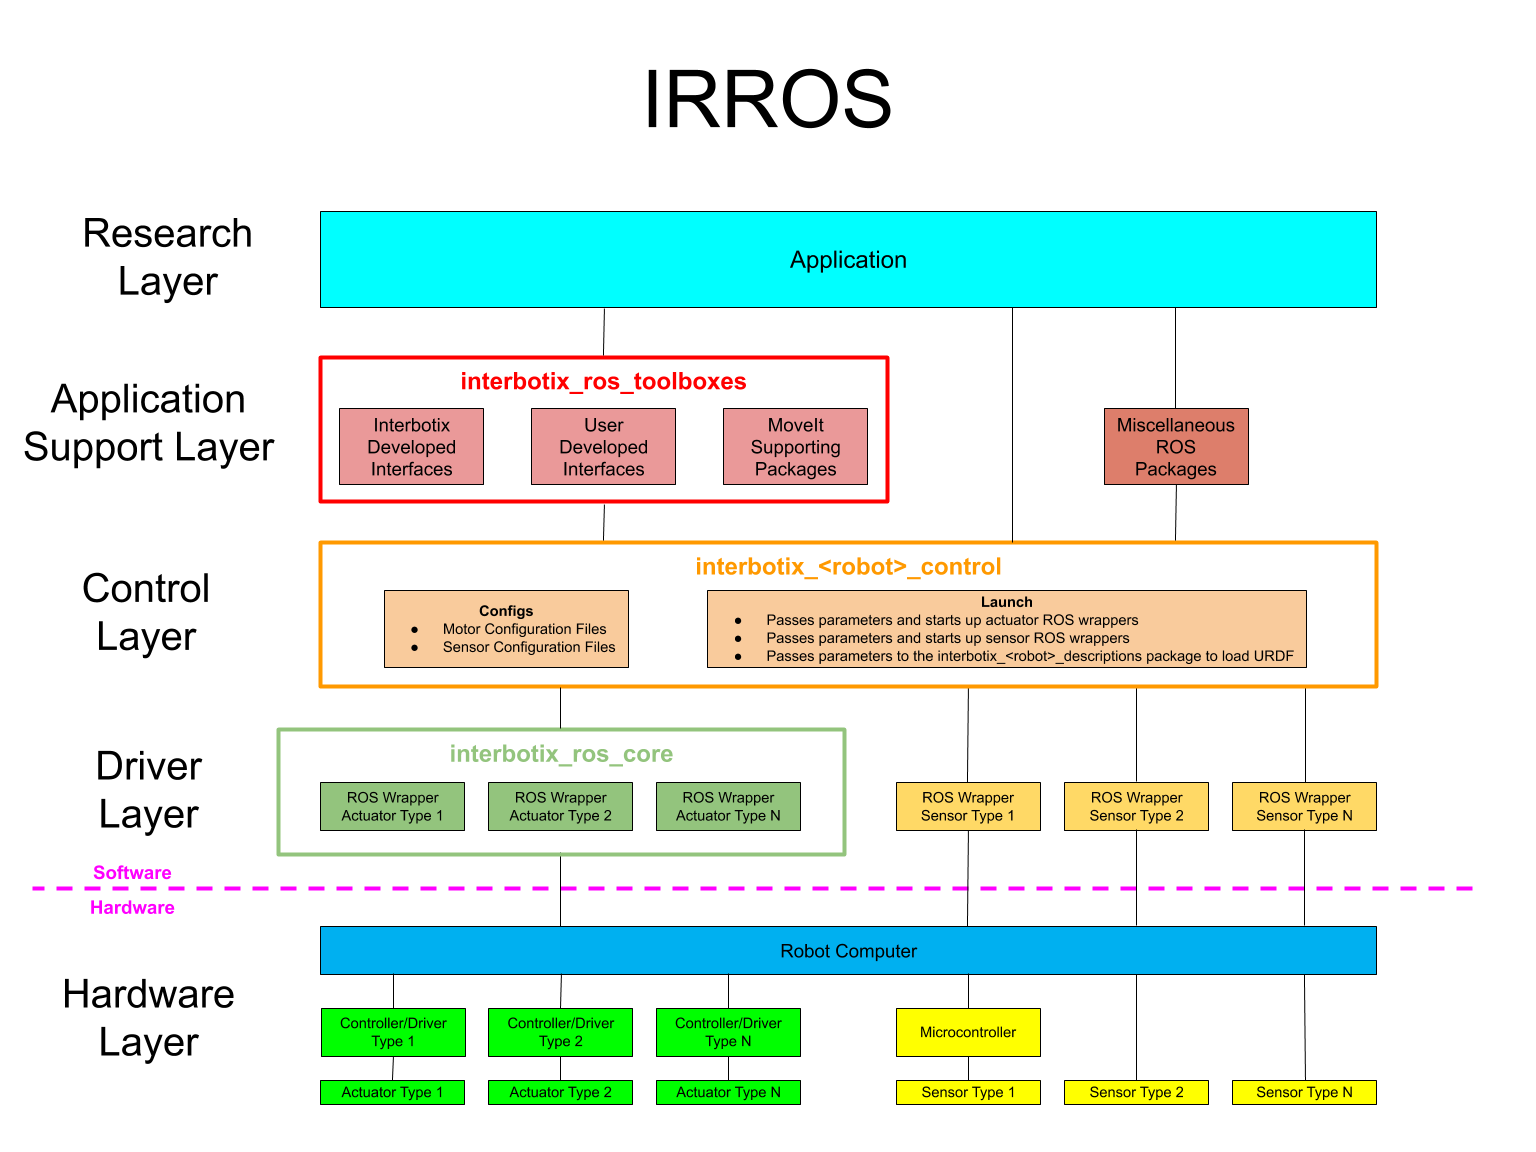 IRROS
Research
Layer
Application
Application
Support Layer
interbotix_ros_toolboxes
Interbotix
Developed
Interfaces
User
Developed
Interfaces
MoveIt
Supporting
Packages
Miscellaneous
ROS
Packages
Control
Layer
interbotix_<robot>_control
Configs
● Motor Configuration Files
● Sensor Configuration Files
Launch
● Passes parameters and starts up actuator ROS wrappers
● Passes parameters and starts up sensor ROS wrappers
● Passes parameters to the interbotix_<robot>_descriptions package to load URDF
Driver
Layer
interbotix_ros_core
ROS Wrapper
Actuator Type 1
ROS Wrapper
Actuator Type 2
ROS Wrapper
Actuator Type N
ROS Wrapper
Sensor Type 1
ROS Wrapper
Sensor Type 2
ROS Wrapper
Sensor Type N
Software
Hardware
Hardware
Layer
Robot Computer
Controller/Driver
Type 1
Controller/Driver
Type 2
Controller/Driver
Type N
Microcontroller
Actuator Type 1
Actuator Type 2
Actuator Type N
Sensor Type 1
Sensor Type 2
Sensor Type N